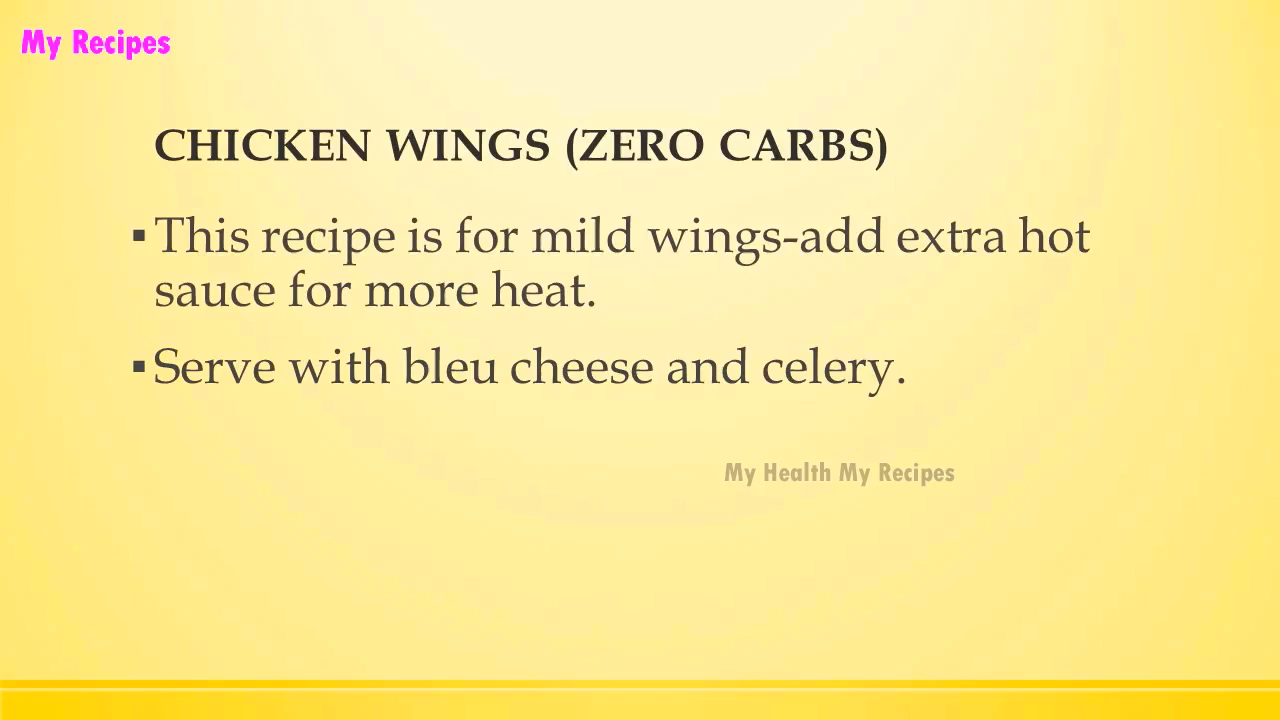 My Recipes
CHICKEN WINGS (ZERO CARBS)
▪This recipe is for mild wings-add extra hot
sauce for more heat.
▪Serve with bleu cheese and celery.
My Health My Recipes